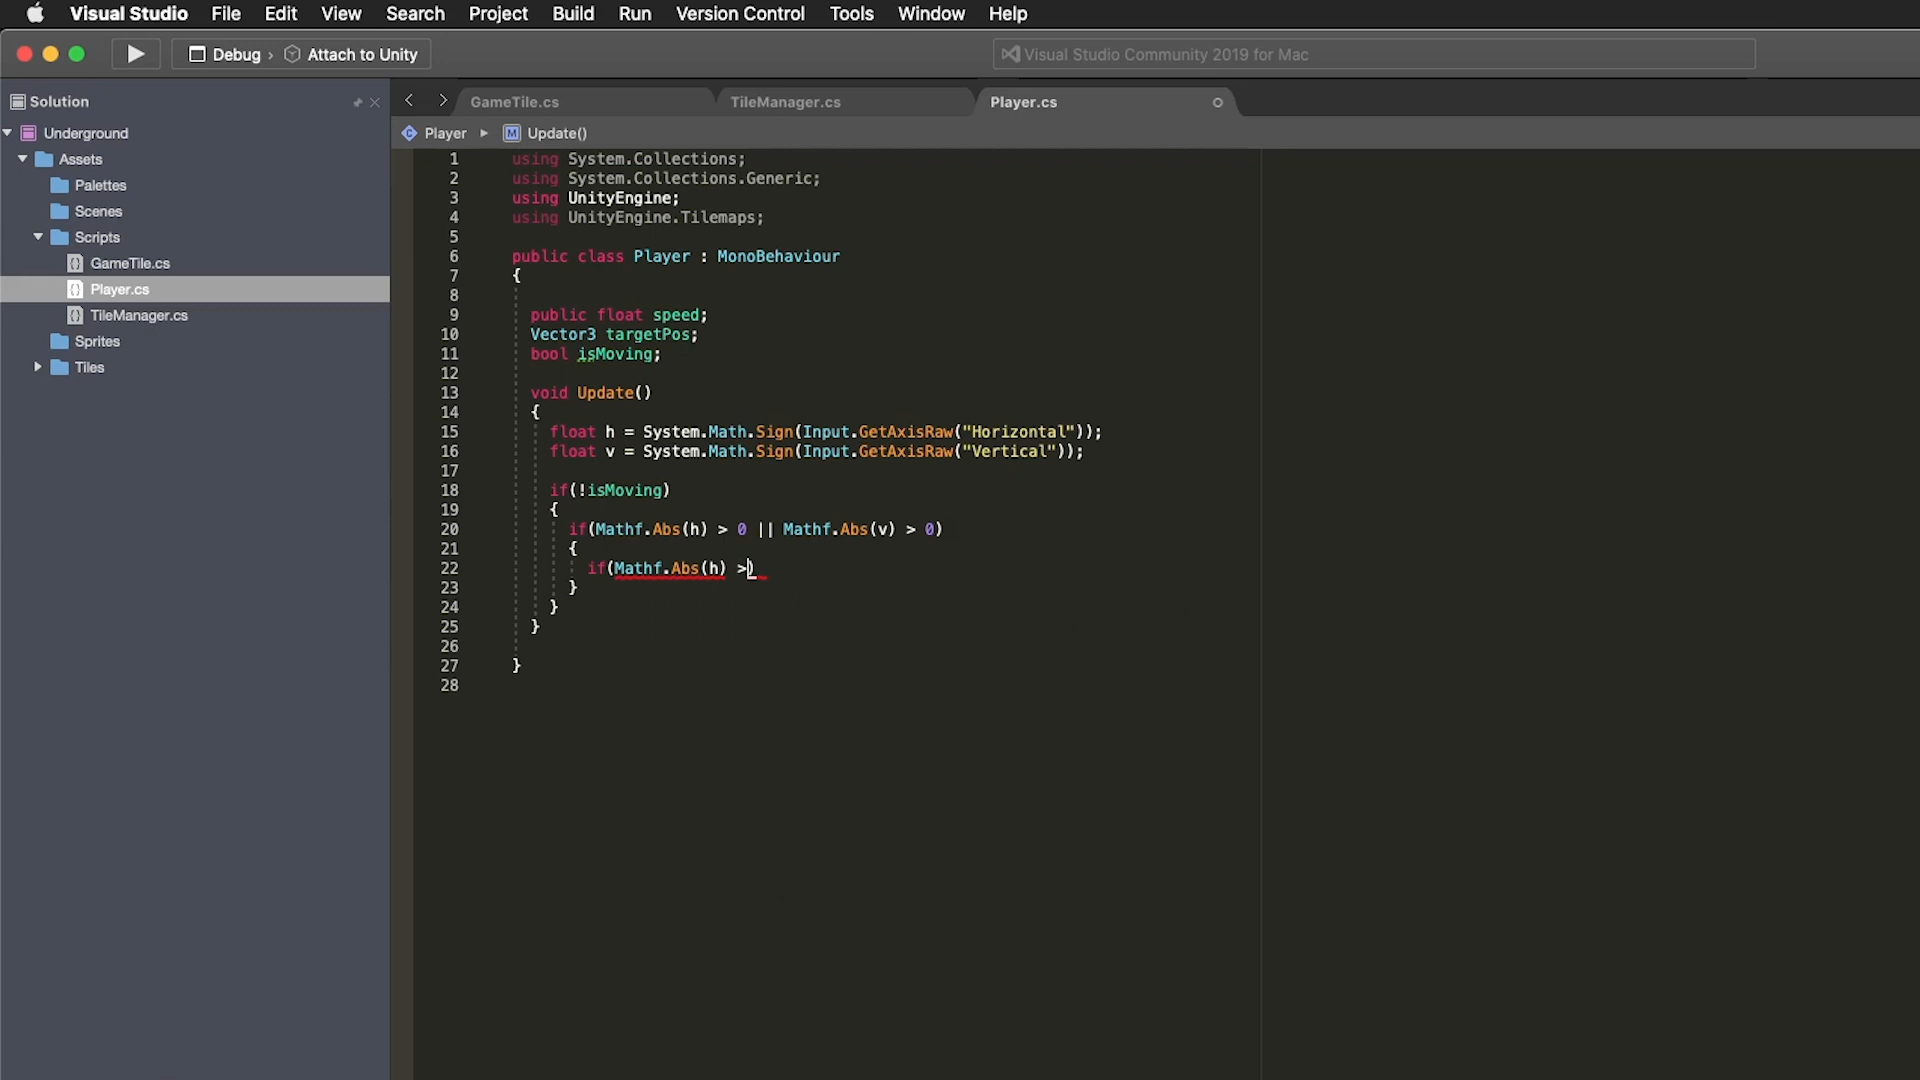 Visual Studio File Edit View Search Project Build Run Version Control Tools Window Help
Debug › Attach to Unity
Visual Studio Community 2019 for Mac
Solution
GameTile.cs TileManager.cs Player.cs
Player Update()
Underground
Assets
Palettes
Scenes
Scripts
GameTile.cs
Player.cs
TileManager.cs
Sprites
Tiles
1 using System.Collections;
2 using System.Collections.Generic;
3 using UnityEngine;
4 using UnityEngine.Tilemaps;
5
6 public class Player : MonoBehaviour
7 {
8
9 public float speed;
10 Vector3 targetPos;
11 bool isMoving;
12
13 void Update()
14 {
15 float h = System.Math.Sign(Input.GetAxisRaw("Horizontal"));
16 float v = System.Math.Sign(Input.GetAxisRaw("Vertical"));
17
18 if(!isMoving)
19 {
20 if(Mathf.Abs(h) > 0 || Mathf.Abs(v) > 0)
21 {
22 if(Mathf.Abs(h) >)
23 }
24 }
25 }
26
27 }
28